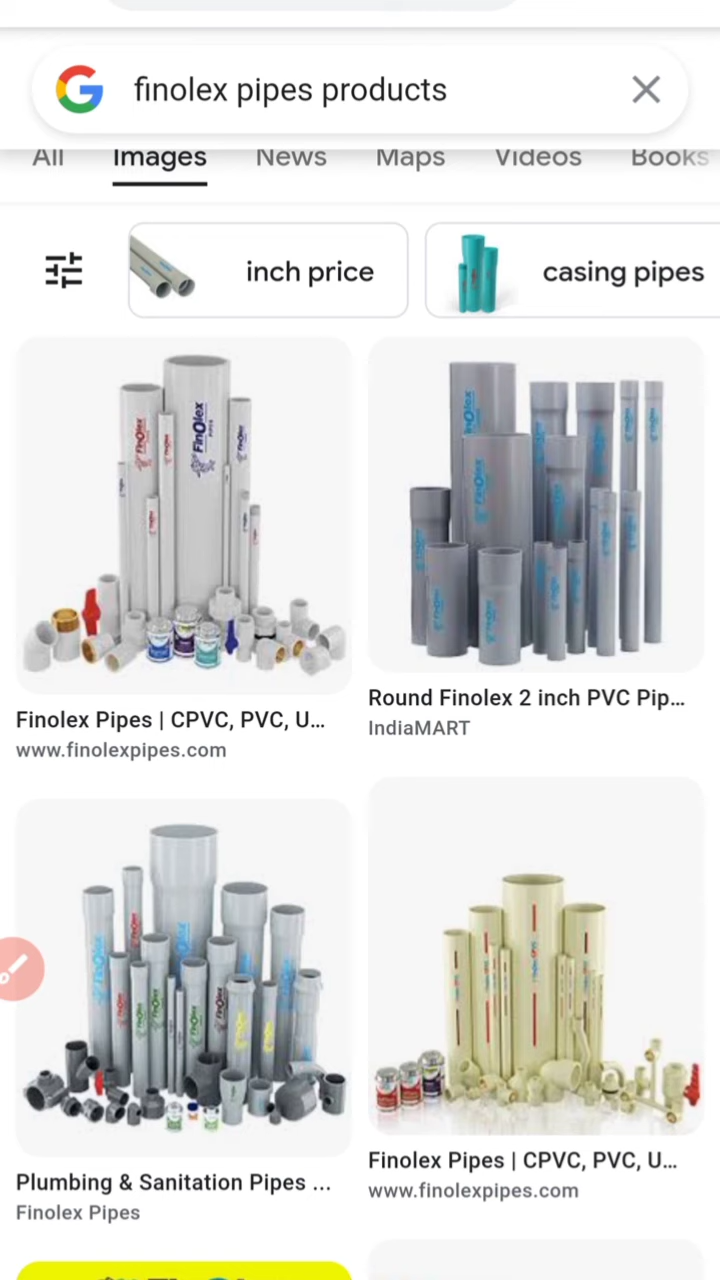 finolex pipes products
All Images News Maps Videos Books
inch price
casing pipes
Finolex
PIPES
Finolex Pipes | CPVC, PVC, U...
www.finolexpipes.com
Round Finolex 2 inch PVC Pip...
IndiaMART
Plumbing & Sanitation Pipes ...
Finolex Pipes
Finolex Pipes | CPVC, PVC, U...
www.finolexpipes.com